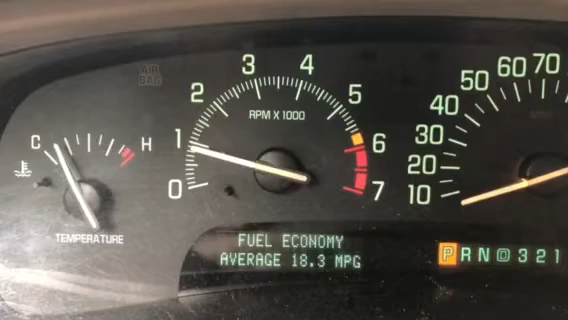 AIR
BAG
C
H
TEMPERATURE
0
1
2
3
4
5
6
7
RPM X 1000
FUEL ECONOMY
AVERAGE 18.3 MPG
10
20
30
40
50
60
70
P R N D 3 2 1